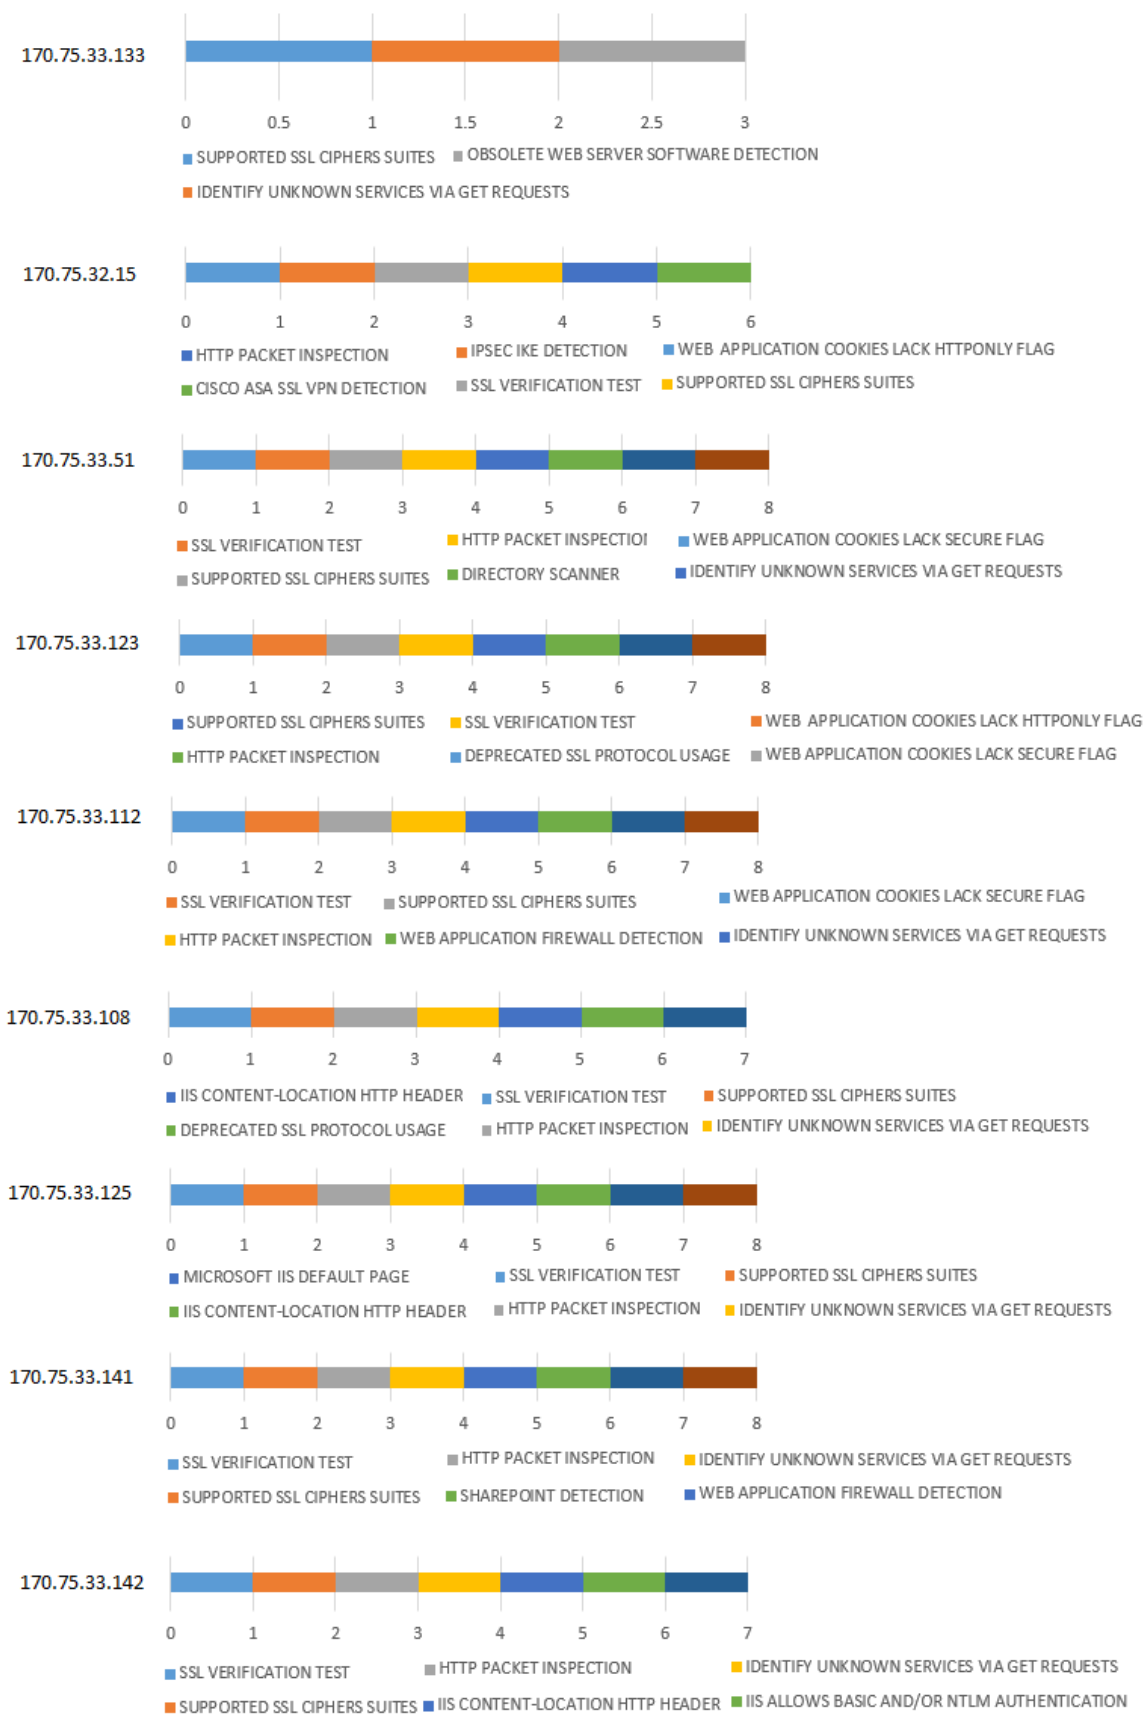 170.75.33.133
0 0.5 1 1.5 2 2.5 3
SUPPORTED SSL CIPHERS SUITES OBSOLETE WEB SERVER SOFTWARE DETECTION
IDENTIFY UNKNOWN SERVICES VIA GET REQUESTS
170.75.32.15
0 1 2 3 4 5 6
HTTP PACKET INSPECTION IPSEC IKE DETECTION WEB APPLICATION COOKIES LACK HTTPONLY FLAG
CISCO ASA SSL VPN DETECTION SSL VERIFICATION TEST SUPPORTED SSL CIPHERS SUITES
170.75.33.51
0 1 2 3 4 5 6 7 8
SSL VERIFICATION TEST HTTP PACKET INSPECTION WEB APPLICATION COOKIES LACK SECURE FLAG
SUPPORTED SSL CIPHERS SUITES DIRECTORY SCANNER IDENTIFY UNKNOWN SERVICES VIA GET REQUESTS
170.75.33.123
0 1 2 3 4 5 6 7 8
SUPPORTED SSL CIPHERS SUITES SSL VERIFICATION TEST WEB APPLICATION COOKIES LACK HTTPONLY FLAG
HTTP PACKET INSPECTION DEPRECATED SSL PROTOCOL USAGE WEB APPLICATION COOKIES LACK SECURE FLAG
170.75.33.112
0 1 2 3 4 5 6 7 8
SSL VERIFICATION TEST SUPPORTED SSL CIPHERS SUITES WEB APPLICATION COOKIES LACK SECURE FLAG
HTTP PACKET INSPECTION WEB APPLICATION FIREWALL DETECTION IDENTIFY UNKNOWN SERVICES VIA GET REQUESTS
170.75.33.108
0 1 2 3 4 5 6 7
IIS CONTENT-LOCATION HTTP HEADER SSL VERIFICATION TEST SUPPORTED SSL CIPHERS SUITES
DEPRECATED SSL PROTOCOL USAGE HTTP PACKET INSPECTION IDENTIFY UNKNOWN SERVICES VIA GET REQUESTS
170.75.33.125
0 1 2 3 4 5 6 7 8
MICROSOFT IIS DEFAULT PAGE SSL VERIFICATION TEST SUPPORTED SSL CIPHERS SUITES
IIS CONTENT-LOCATION HTTP HEADER HTTP PACKET INSPECTION IDENTIFY UNKNOWN SERVICES VIA GET REQUESTS
170.75.33.141
0 1 2 3 4 5 6 7 8
SSL VERIFICATION TEST HTTP PACKET INSPECTION IDENTIFY UNKNOWN SERVICES VIA GET REQUESTS
SUPPORTED SSL CIPHERS SUITES SHAREPOINT DETECTION WEB APPLICATION FIREWALL DETECTION
170.75.33.142
0 1 2 3 4 5 6 7
SSL VERIFICATION TEST HTTP PACKET INSPECTION IDENTIFY UNKNOWN SERVICES VIA GET REQUESTS
SUPPORTED SSL CIPHERS SUITES IIS CONTENT-LOCATION HTTP HEADER IIS ALLOWS BASIC AND/OR NTLM AUTHENTICATION